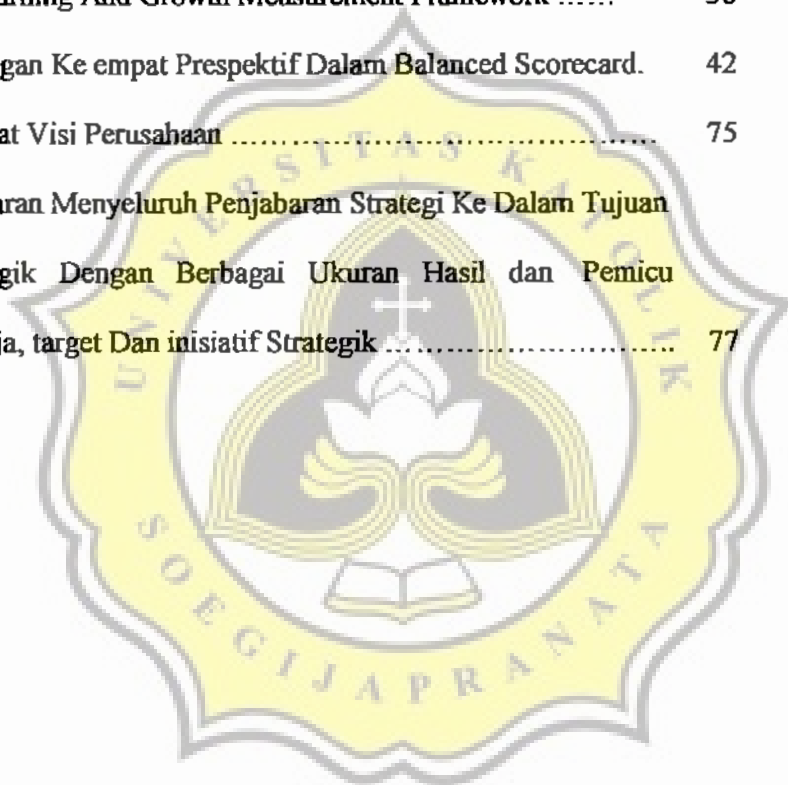 And Growth Measurement Framework ......
gan Ke empat Prespektif Dalam Balanced Scorecard. 42
at Visi Perusahaan ............................................ 75
aran Menyeluruh Penjabaran Strategi Ke Dalam Tujuan
gik Dengan Berbagai Ukuran Hasil dan Pemicu
ja, target Dan inisiatif Strategik ............................ 77
UNIVERSITAS KATOLIK
SOEGIJAPRANATA